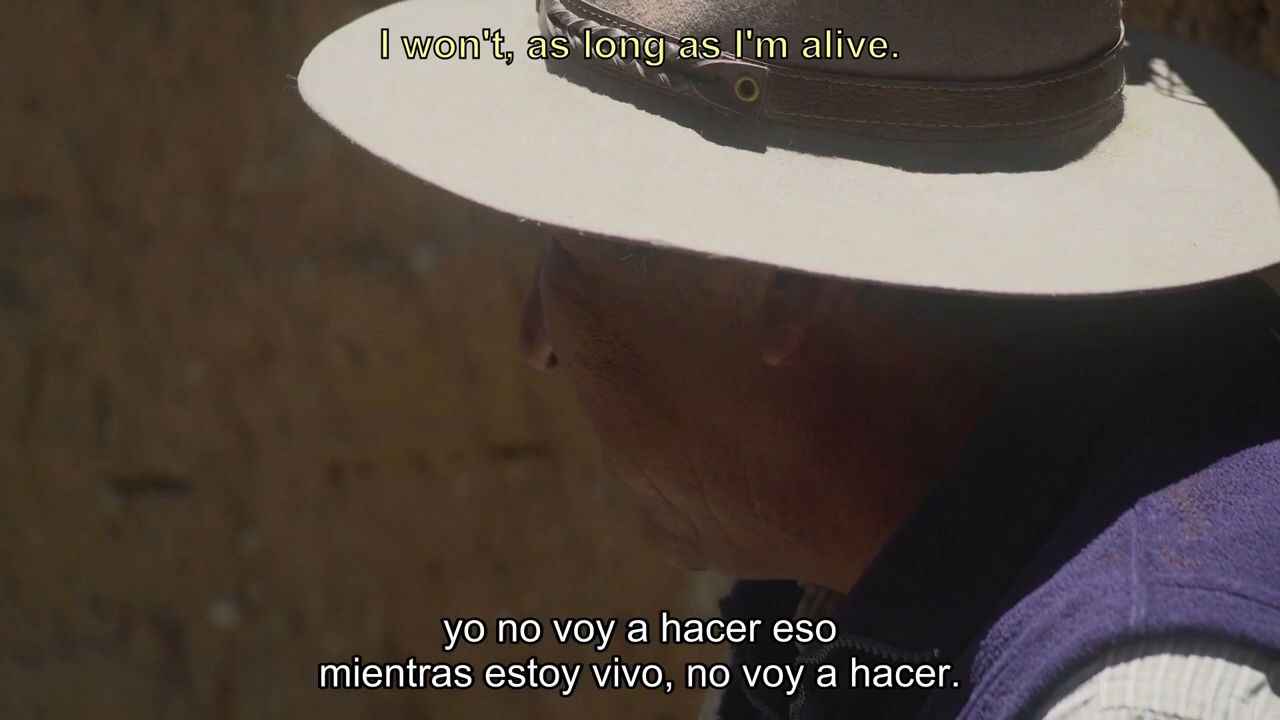 I won't, as long as I'm alive.
yo no voy a hacer eso
mientras estoy vivo, no voy a hacer.